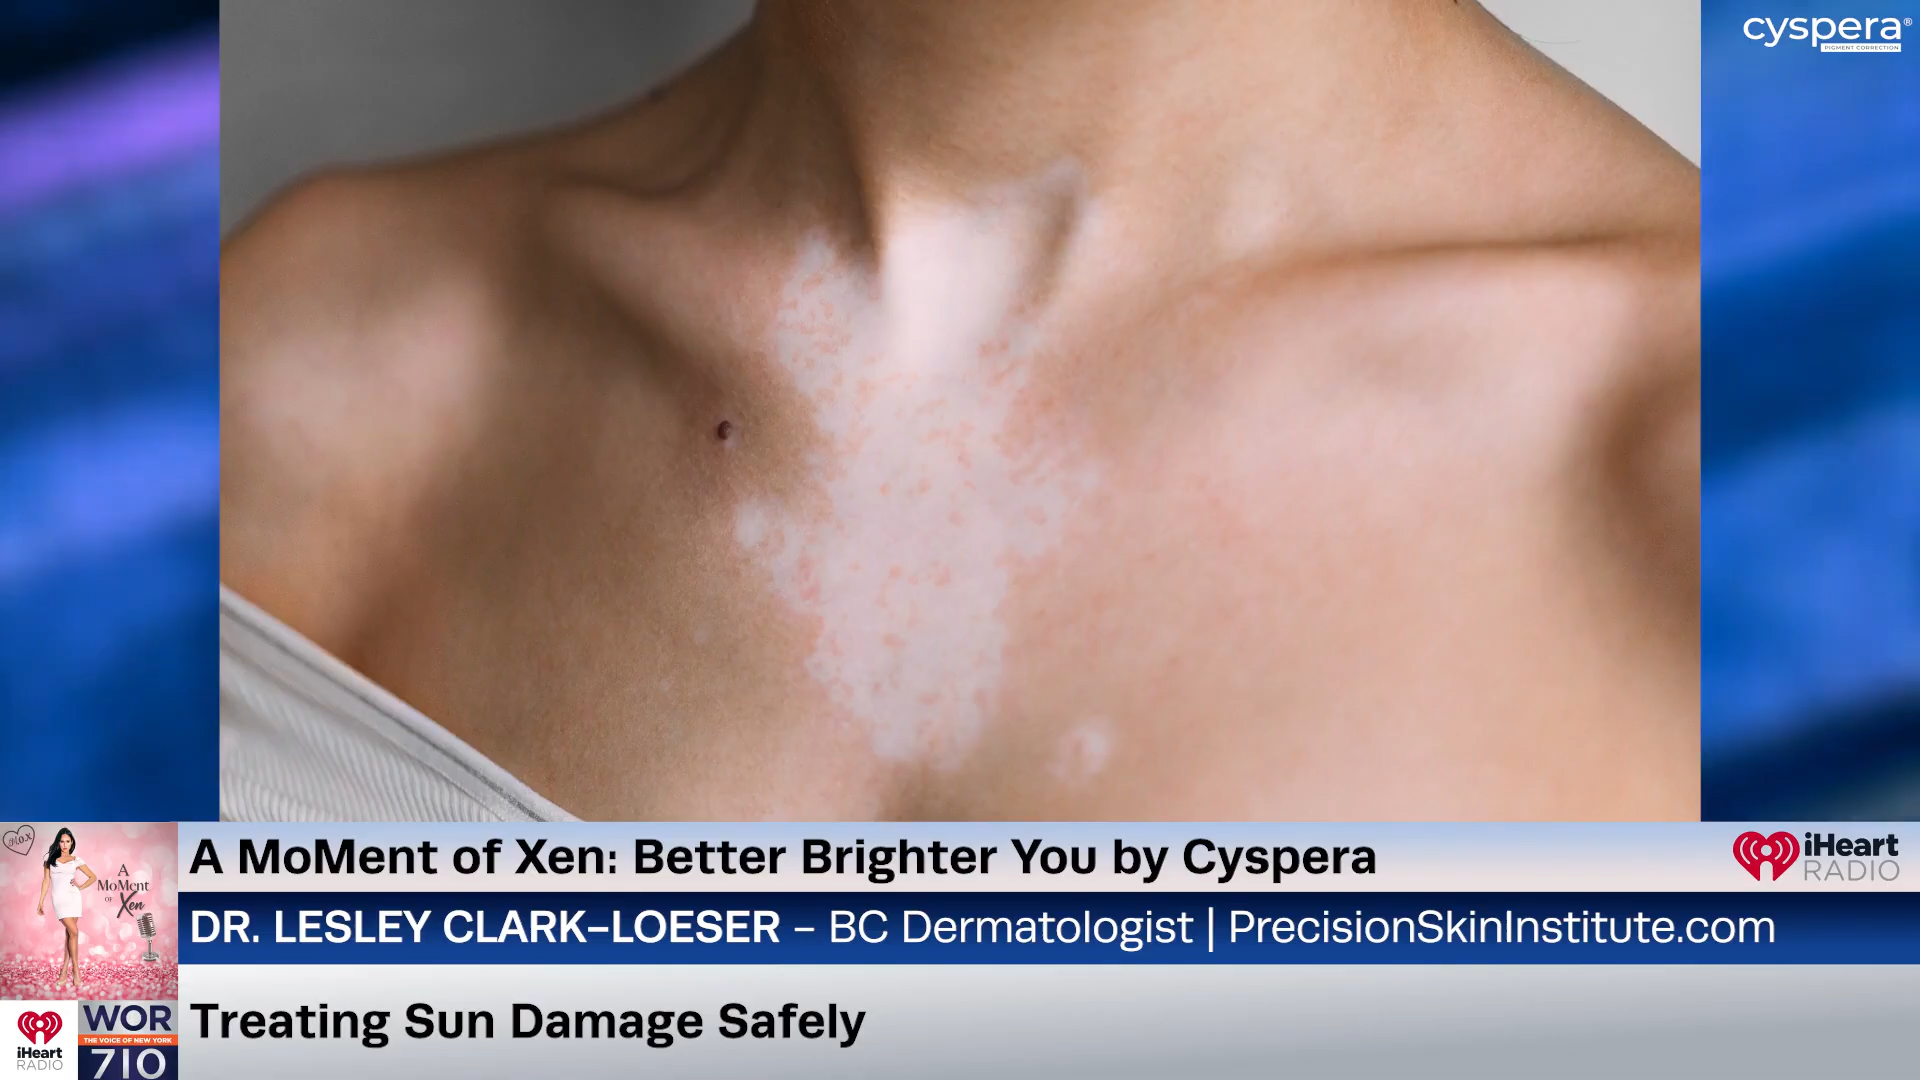 cyspera®
PIGMENT CORRECTION
A MoMent of Xen: Better Brighter You by Cyspera
iHeart
RADIO
DR. LESLEY CLARK-LOESER – BC Dermatologist | PrecisionSkinInstitute.com
Treating Sun Damage Safely
M.O.X
A
MoMent
OF Xen
iHeart
RADIO
WOR
THE VOICE OF NEW YORK
710